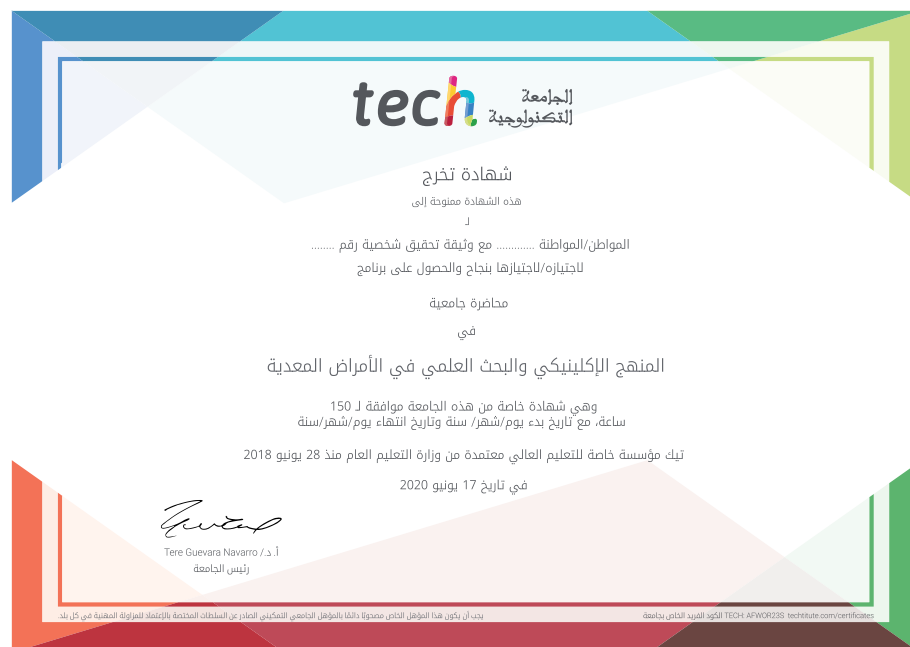 tech الجامعة
التكنولوجية
شهادة تخرج
هذه الشهادة ممنوحة إلى
لـ
المواطن/المواطنة ............ مع وثيقة تحقيق شخصية رقم ........
لاجتيازه/لاجتيازها بنجاح والحصول على برنامج
محاضرة جامعية
في
المنهج الإكلينيكي والبحث العلمي في الأمراض المعدية
وهي شهادة خاصة من هذه الجامعة موافقة لـ 150
ساعة، مع تاريخ بدء يوم/شهر/ سنة وتاريخ انتهاء يوم/شهر/سنة
تيك مؤسسة خاصة للتعليم العالي معتمدة من وزارة التعليم العام منذ 28 يونيو 2018
في تاريخ 17 يونيو 2020
أ.د./ Tere Guevara Navarro
رئيس الجامعة
يجب أن يكون هذا المؤهل الخاص مصحوبًا دائمًا بالمؤهل الجامعي التمكيني الصادر عن السلطات المختصة بالإعتماد للمزاولة المهنية في كل بلد.
الكود الفريد الخاص بجامعة TECH: AFWOR23S techtitute.com/certificates